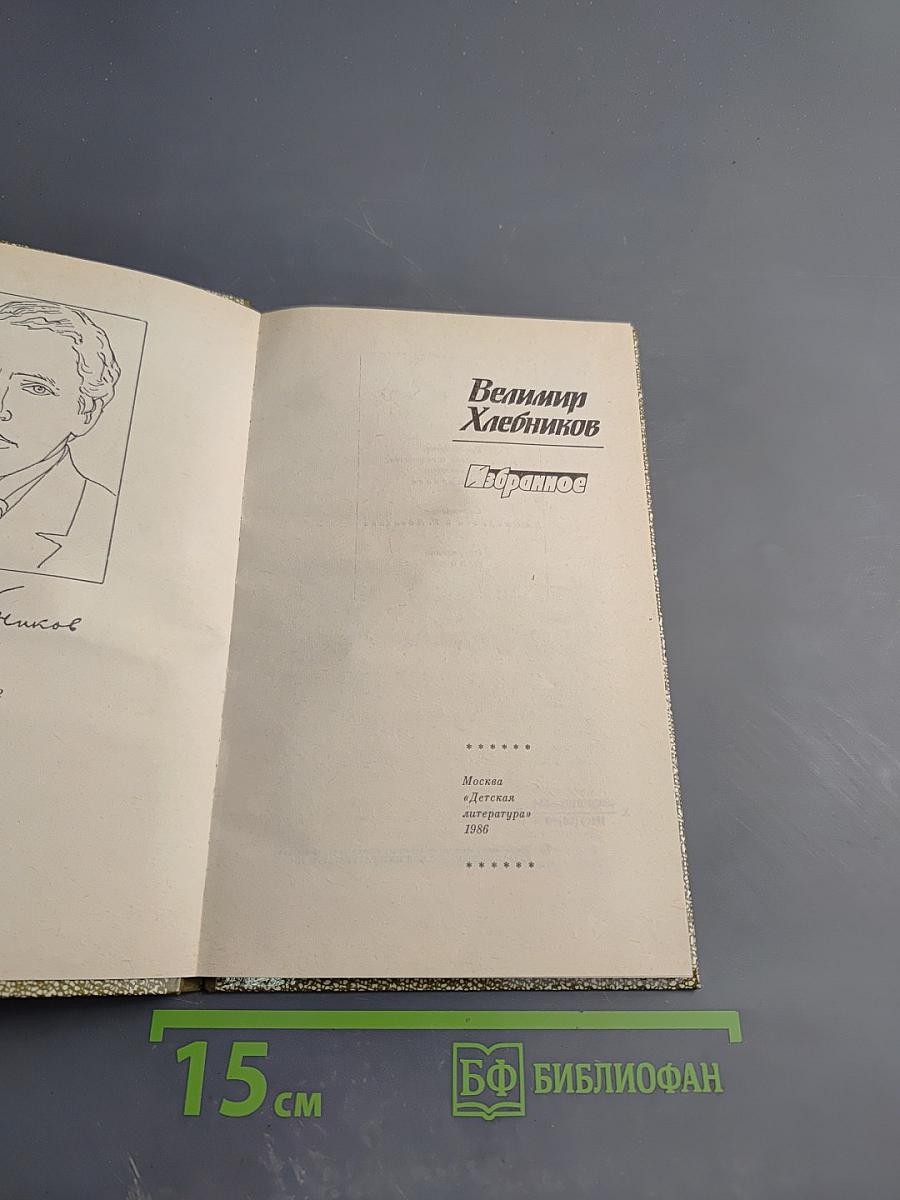 Велимир
Хлебников
Избранное
* * * * * *
Москва
«Детская
литература»
1986
* * * * * *
15 см
БФ БИБЛИОФАН